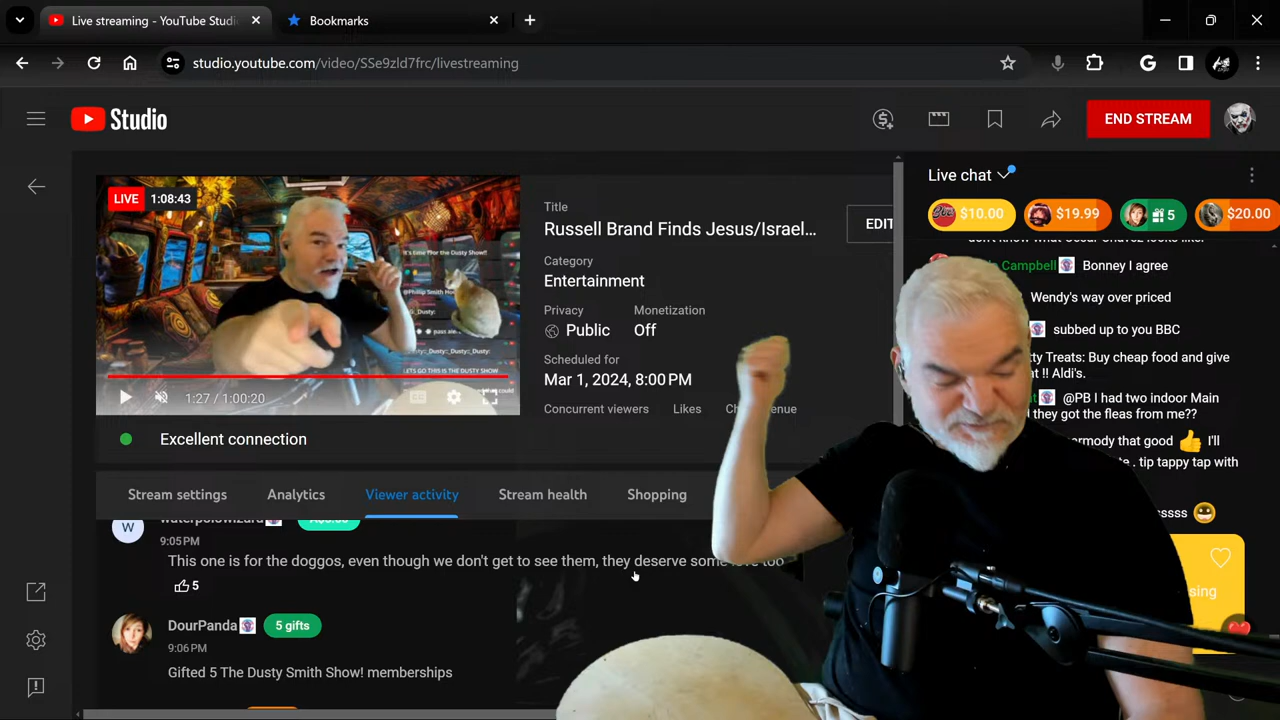 Live streaming - YouTube Studi
Bookmarks
studio.youtube.com/video/SSe9zld7frc/livestreaming
Studio
END STREAM
LIVE
1:08:43
1:27 / 1:00:20
Title
Russell Brand Finds Jesus/Israel...
EDIT
Category
Entertainment
Privacy
Monetization
Public
Off
Scheduled for
Mar 1, 2024, 8:00 PM
Concurrent viewers
Likes
Excellent connection
Stream settings
Analytics
Viewer activity
Stream health
Shopping
W
waterpolowizard
9:05 PM
This one is for the doggos, even though we don't get to see them, they deserve some love too
5
DourPanda
5 gifts
9:06 PM
Gifted 5 The Dusty Smith Show! memberships
Live chat
$10.00
$19.99
5
$20.00
Campbell
Bonney I agree
Wendy's way over priced
subbed up to you BBC
Treats: Buy cheap food and give
!! Aldi's.
@PB I had two indoor Main
they got the fleas from me??
that good
I'll
tip tappy tap with